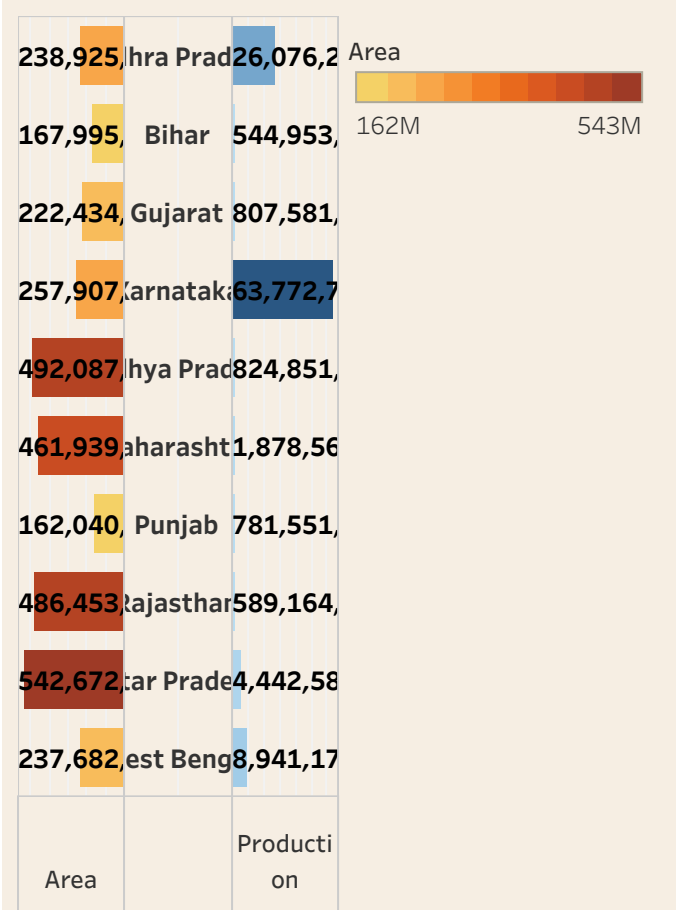 238,925, hra Prad 26,076,2
167,995, Bihar 544,953,
222,434, Gujarat 807,581,
257,907, Karnataka 63,772,7
492,087, hya Prad 824,851,
461,939, aharasht 1,878,56
162,040, Punjab 781,551,
486,453, Rajasthan 589,164,
542,672, tar Prade 4,442,58
237,682, est Beng 8,941,17
Area
Producti
on
Area
162M 543M